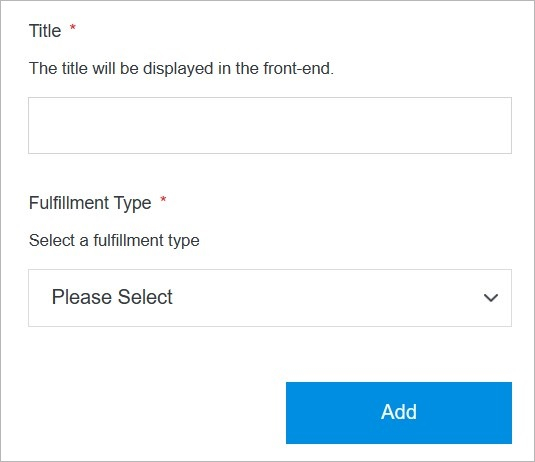 Title *
The title will be displayed in the front-end.
Fulfillment Type *
Select a fulfillment type
Please Select
Add